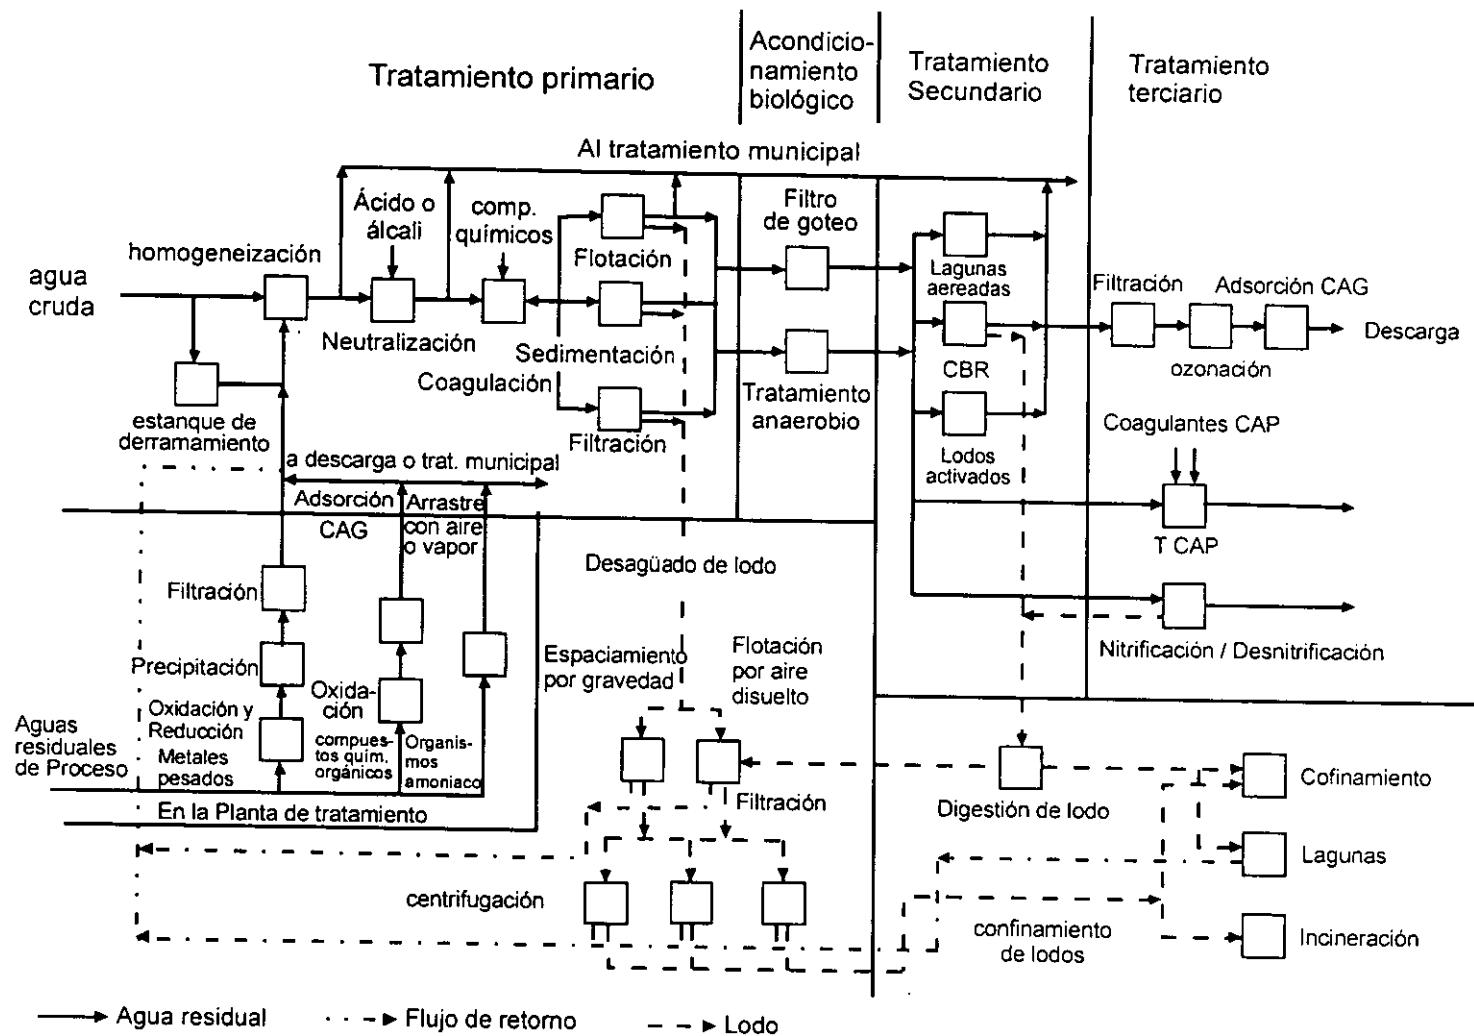 Tratamiento primario
Acondicio-
namiento
biológico
Tratamiento
Secundario
Tratamiento
terciario
Al tratamiento municipal
agua
cruda
homogeneización
Ácido o
álcali
comp.
químicos
Neutralización
Coagulación
Flotación
Sedimentación
Filtración
Filtro
de goteo
Tratamiento
anaerobio
Lagunas
aereadas
CBR
Lodos
activados
Filtración
ozonación
Adsorción CAG
Descarga
Coagulantes CAP
T CAP
Nitrificación / Desnitrificación
estanque de
derramamiento
a descarga o trat. municipal
Adsorción
CAG
Arrastre
con aire
o vapor
Filtración
Precipitación
Oxidación y
Reducción
Metales
pesados
Oxida-
ción
compues-
tos quím.
orgánicos
Organis-
mos
amoniaco
Aguas
residuales
de Proceso
En la Planta de tratamiento
Desagüado de lodo
Espaciamiento
por gravedad
Flotación
por aire
disuelto
Filtración
centrifugación
Digestión de lodo
confinamiento
de lodos
Cofinamiento
Lagunas
Incineración
Agua residual
Flujo de retorno
Lodo